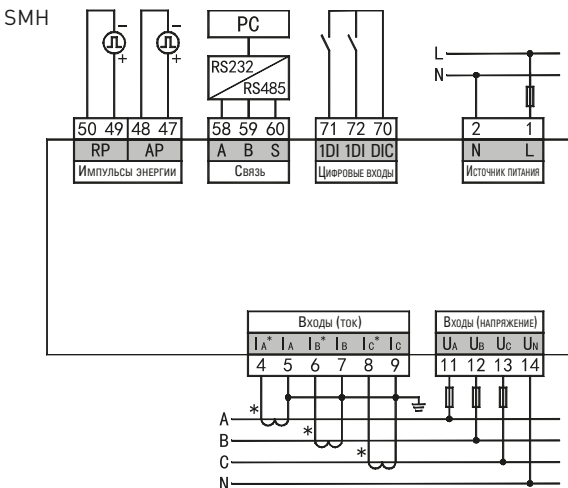 SMH
PC
RS232
RS485
L
N
50 49 48 47
58 59 60
71 72 70
2 1
RP AP
A B S
1DI 1DI DIC
N L
Импульсы энергии
Связь
Цифровые входы
Источник питания
Входы (ток)
Входы (напряжение)
IA* IA IB* IB IC* IC
UA UB UC UN
4 5 6 7 8 9
11 12 13 14
A
B
C
N